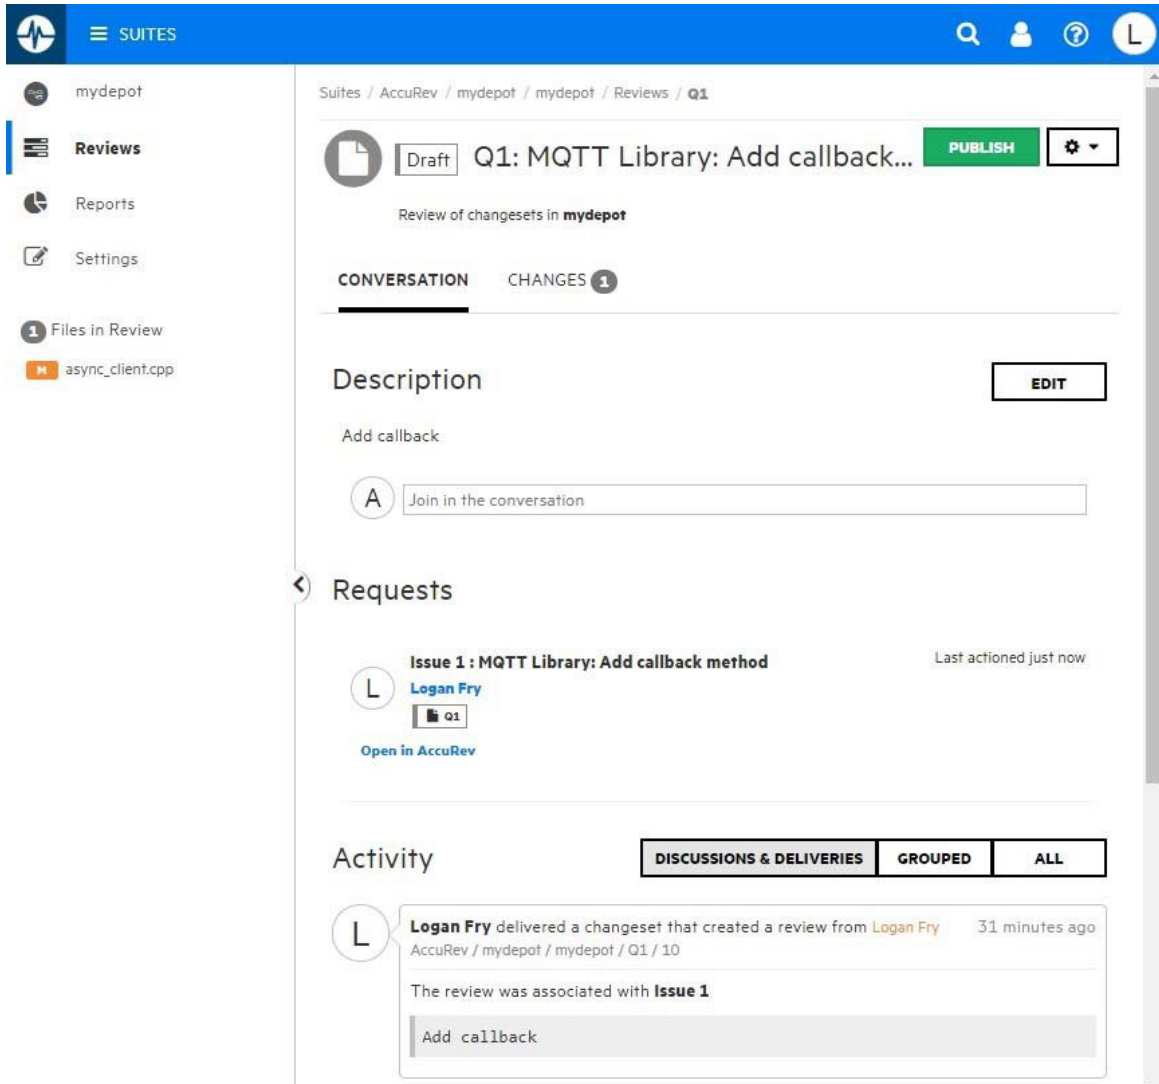 SUITES
L
mydepot
Reviews
Reports
Settings
1 Files in Review
M async_client.cpp
Suites / AccuRev / mydepot / mydepot / Reviews / Q1
Draft Q1: MQTT Library: Add callback...
PUBLISH
Review of changesets in mydepot
CONVERSATION CHANGES 1
Description
EDIT
Add callback
A Join in the conversation
Requests
Issue 1 : MQTT Library: Add callback method Last actioned just now
L Logan Fry
Q1
Open in AccuRev
Activity DISCUSSIONS & DELIVERIES GROUPED ALL
L Logan Fry delivered a changeset that created a review from Logan Fry 31 minutes ago
AccuRev / mydepot / mydepot / Q1 / 10
The review was associated with Issue 1
Add callback